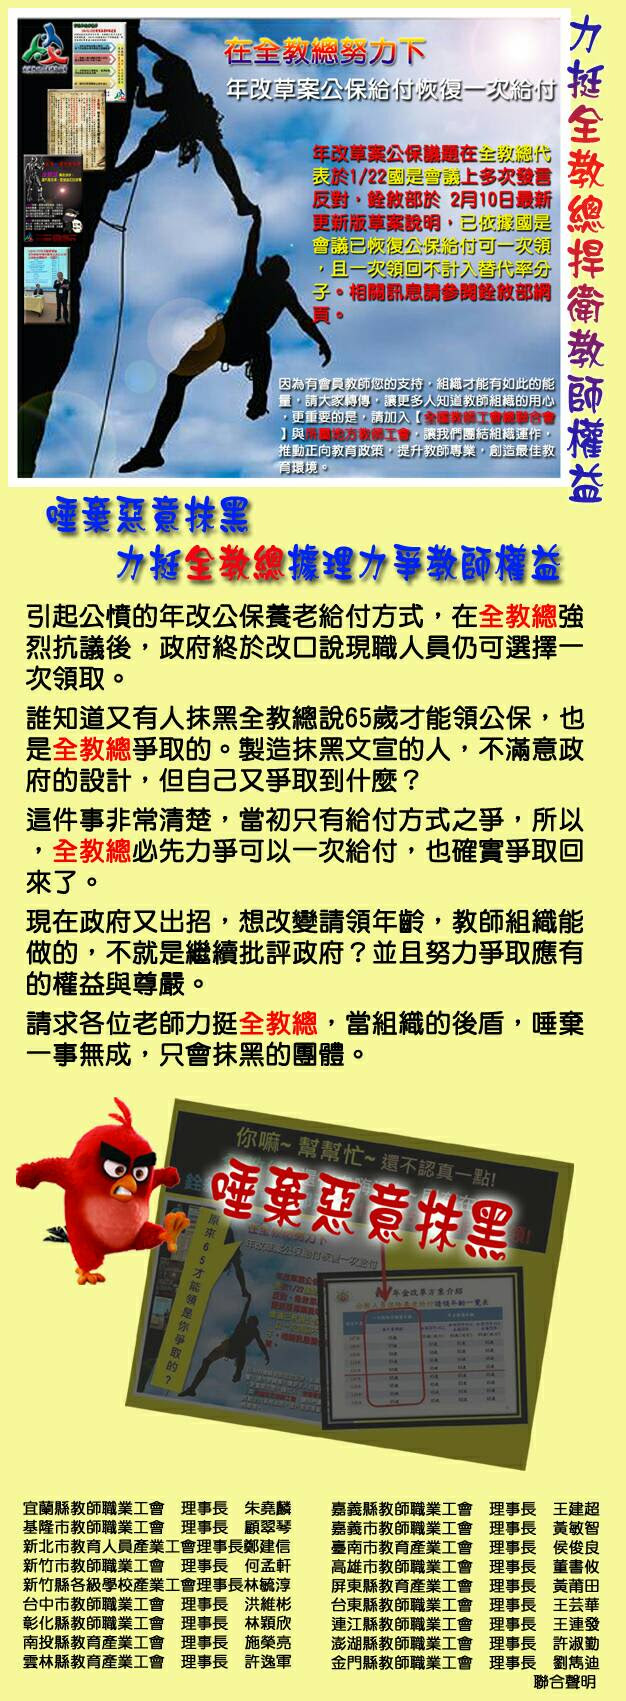 在全教總努力下
年改草案公保給付恢復一次給付
年改草案公保議題在全教總代
表於1/22國是會議上多次發言
反對，銓敘部於 2月10日最新
更新版草案說明，已依據國是
會議已恢復公保給付可一次領
，且一次領回不計入替代率分
子。相關訊息請參閱銓敘部網
頁。
因為有會員教師您的支持，組織才能有如此的能
量，請大家轉傳，讓更多人知道教師組織的用心
，更重要的是，請加入【全國教師工會總聯合會
】與所屬地方教師工會，讓我們團結組織運作，
推動正向教育政策，提升教師專業，創造最佳教
育環境。
力挺全教總捍衛教師權益
唾棄惡意抹黑
力挺全教總據理力爭教師權益
引起公憤的年改公保養老給付方式，在全教總強
烈抗議後，政府終於改口說現職人員仍可選擇一
次領取。
誰知道又有人抹黑全教總說65歲才能領公保，也
是全教總爭取的。製造抹黑文宣的人，不滿意政
府的設計，但自己又爭取到什麼？
這件事非常清楚，當初只有給付方式之爭，所以
，全教總必先力爭可以一次給付，也確實爭取回
來了。
現在政府又出招，想改變請領年齡，教師組織能
做的，不就是繼續批評政府？並且努力爭取應有
的權益與尊嚴。
請求各位老師力挺全教總，當組織的後盾，唾棄
一事無成，只會抹黑的團體。
你嘛~ 幫幫忙~ 還不認真一點!
唾棄惡意抹黑
原來65才能領是你爭取的？
在全教總努力下
年改草案公保給付恢復一次給付
年金改革方案介紹
宜蘭縣教師職業工會 理事長 朱堯麟
基隆市教師職業工會 理事長 顧翠琴
新北市教育人員產業工會理事長鄭建信
新竹市教師職業工會 理事長 何孟軒
新竹縣各級學校產業工會理事長林毓淳
台中市教師職業工會 理事長 洪維彬
彰化縣教師職業工會 理事長 林穎欣
南投縣教育產業工會 理事長 施榮亮
雲林縣教育產業工會 理事長 許逸軍
嘉義縣教師職業工會 理事長 王建超
嘉義市教師職業工會 理事長 黃敏智
臺南市教育產業工會 理事長 侯俊良
高雄市教師職業工會 理事長 董書攸
屏東縣教育產業工會 理事長 黃莆田
台東縣教師職業工會 理事長 王芸華
連江縣教師職業工會 理事長 王連發
澎湖縣教師職業工會 理事長 許淑勤
金門縣教師職業工會 理事長 劉雋迪
聯合聲明